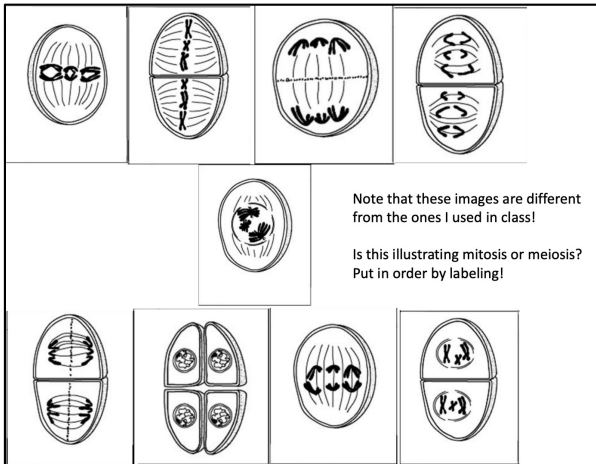 Note that these images are different
from the ones I used in class!
Is this illustrating mitosis or meiosis?
Put in order by labeling!